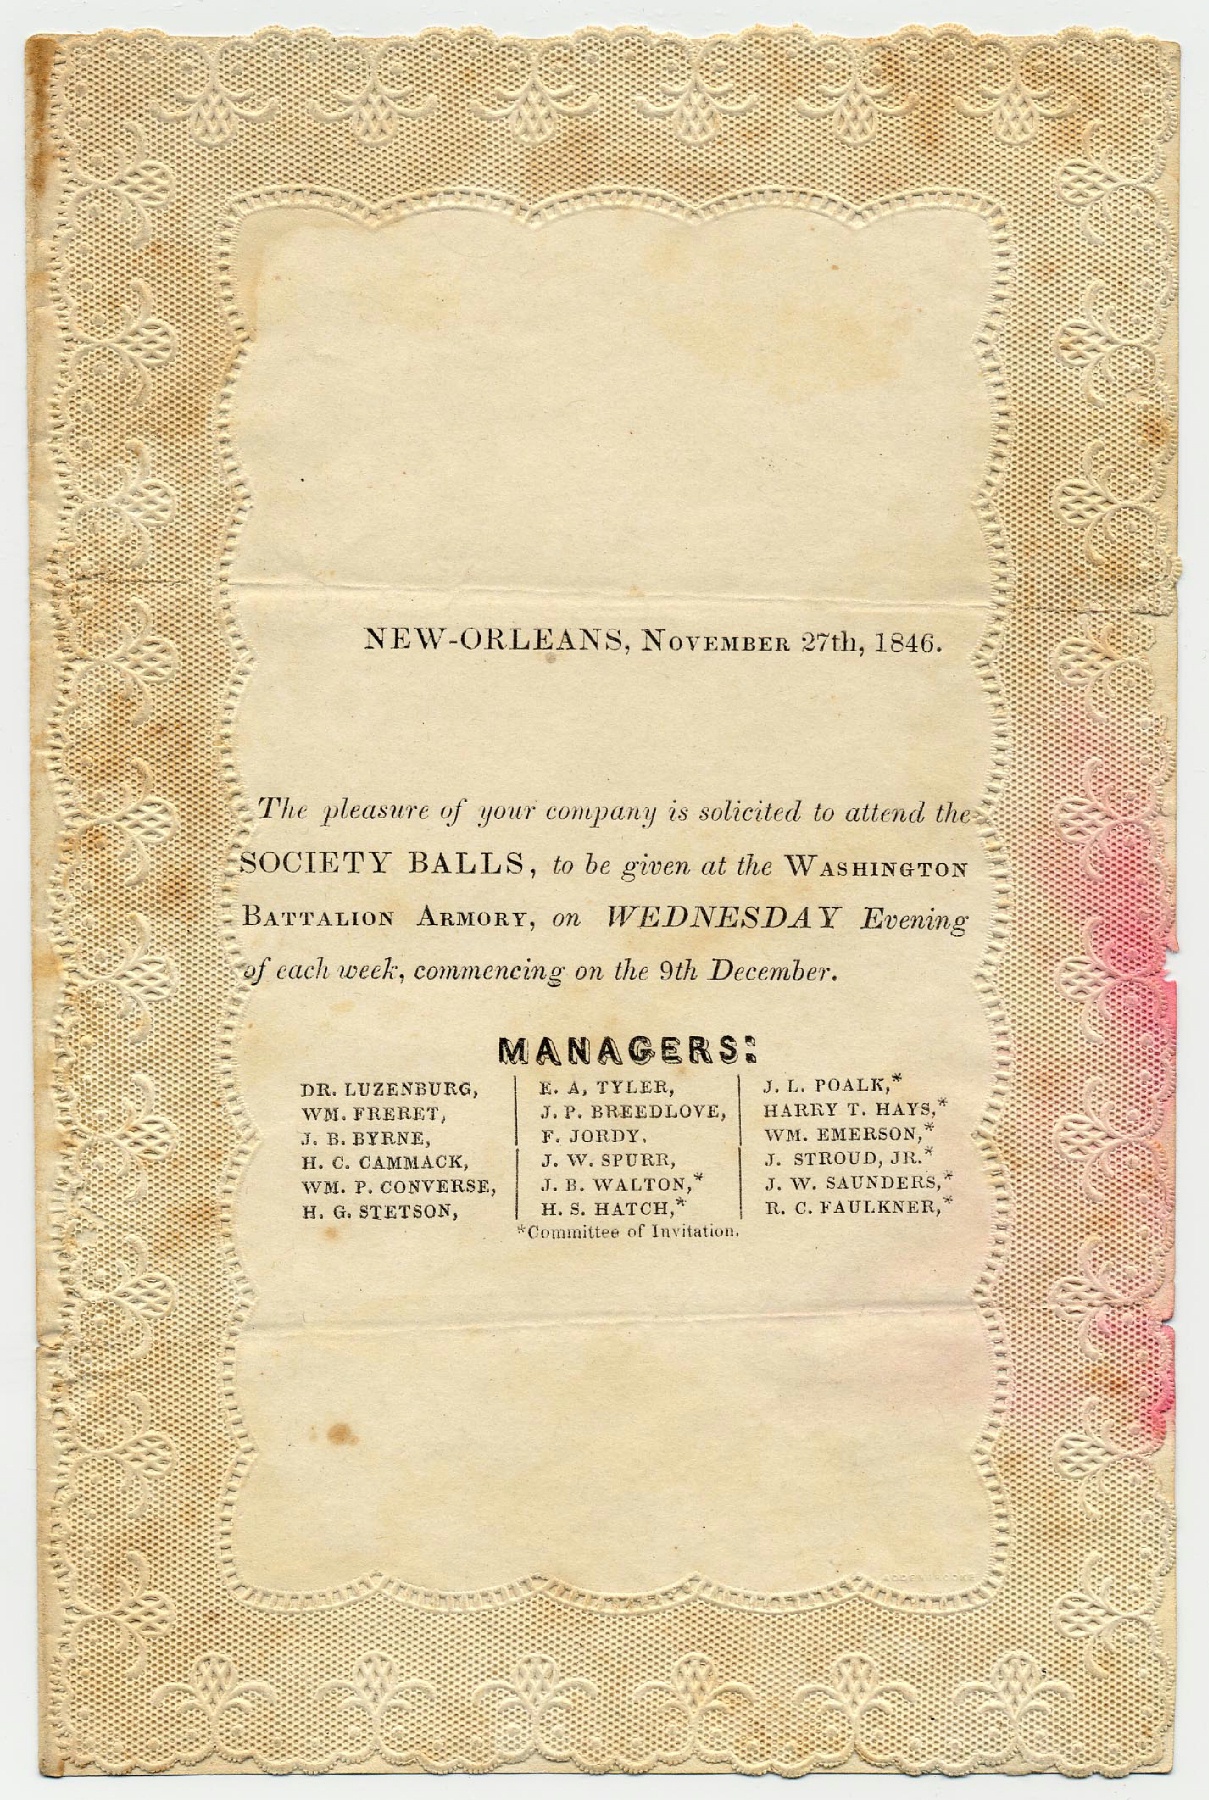 NEW-ORLEANS, NOVEMBER 27th, 1846.
The pleasure of your company is solicited to attend the
SOCIETY BALLS, to be given at the WASHINGTON
BATTALION ARMORY, on WEDNESDAY Evening
of each week, commencing on the 9th December.
MANAGERS:
DR. LUZENBURG,
WM. FRERET,
J. B. BYRNE,
H. C. CAMMACK,
WM. P. CONVERSE,
H. G. STETSON,
E. A, TYLER,
J. P. BREEDLOVE,
F. JORDY.
J. W. SPURR,
J. B. WALTON,*
H. S. HATCH,*
J. L. POALK,*
HARRY T. HAYS,*
WM. EMERSON,*
J. STROUD, JR.*
J. W. SAUNDERS,*
R. C. FAULKNER,*
*Committee of Invitation.